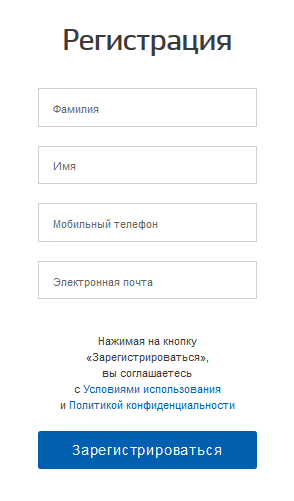 Регистрация
Фамилия
Имя
Мобильный телефон
Электронная почта
Нажимая на кнопку
«Зарегистрироваться»,
вы соглашаетесь
с Условиями использования
и Политикой конфиденциальности
Зарегистрироваться